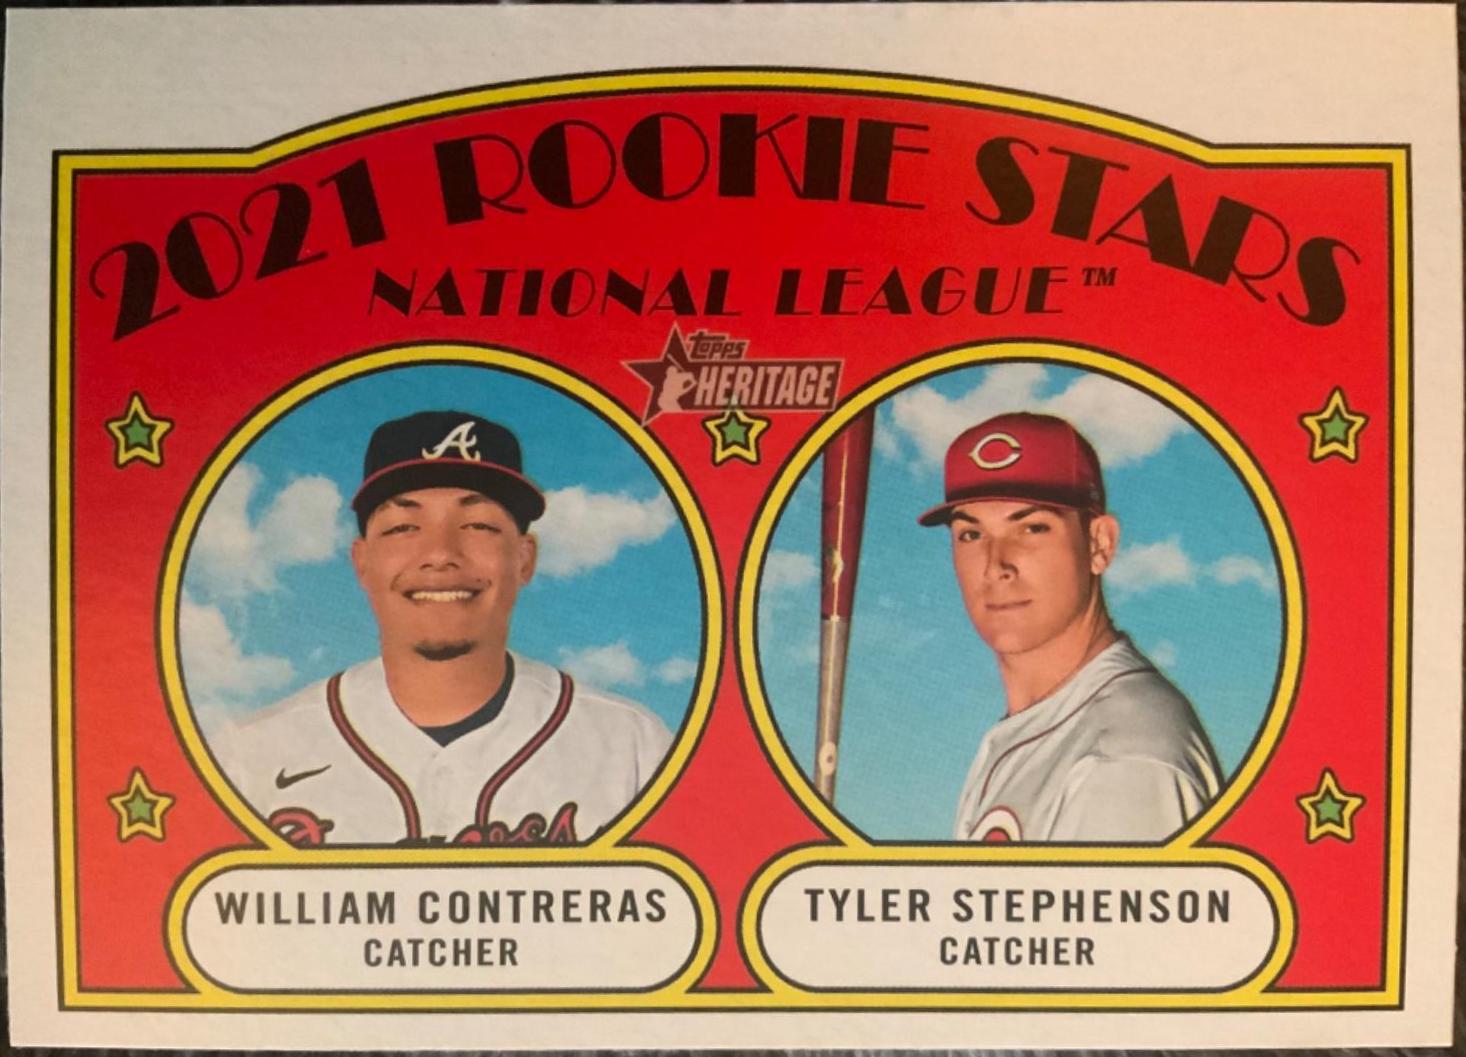 2021 ROOKIE STARS
NATIONAL LEAGUE™
topps
HERITAGE
A
C
WILLIAM CONTRERAS
CATCHER
TYLER STEPHENSON
CATCHER